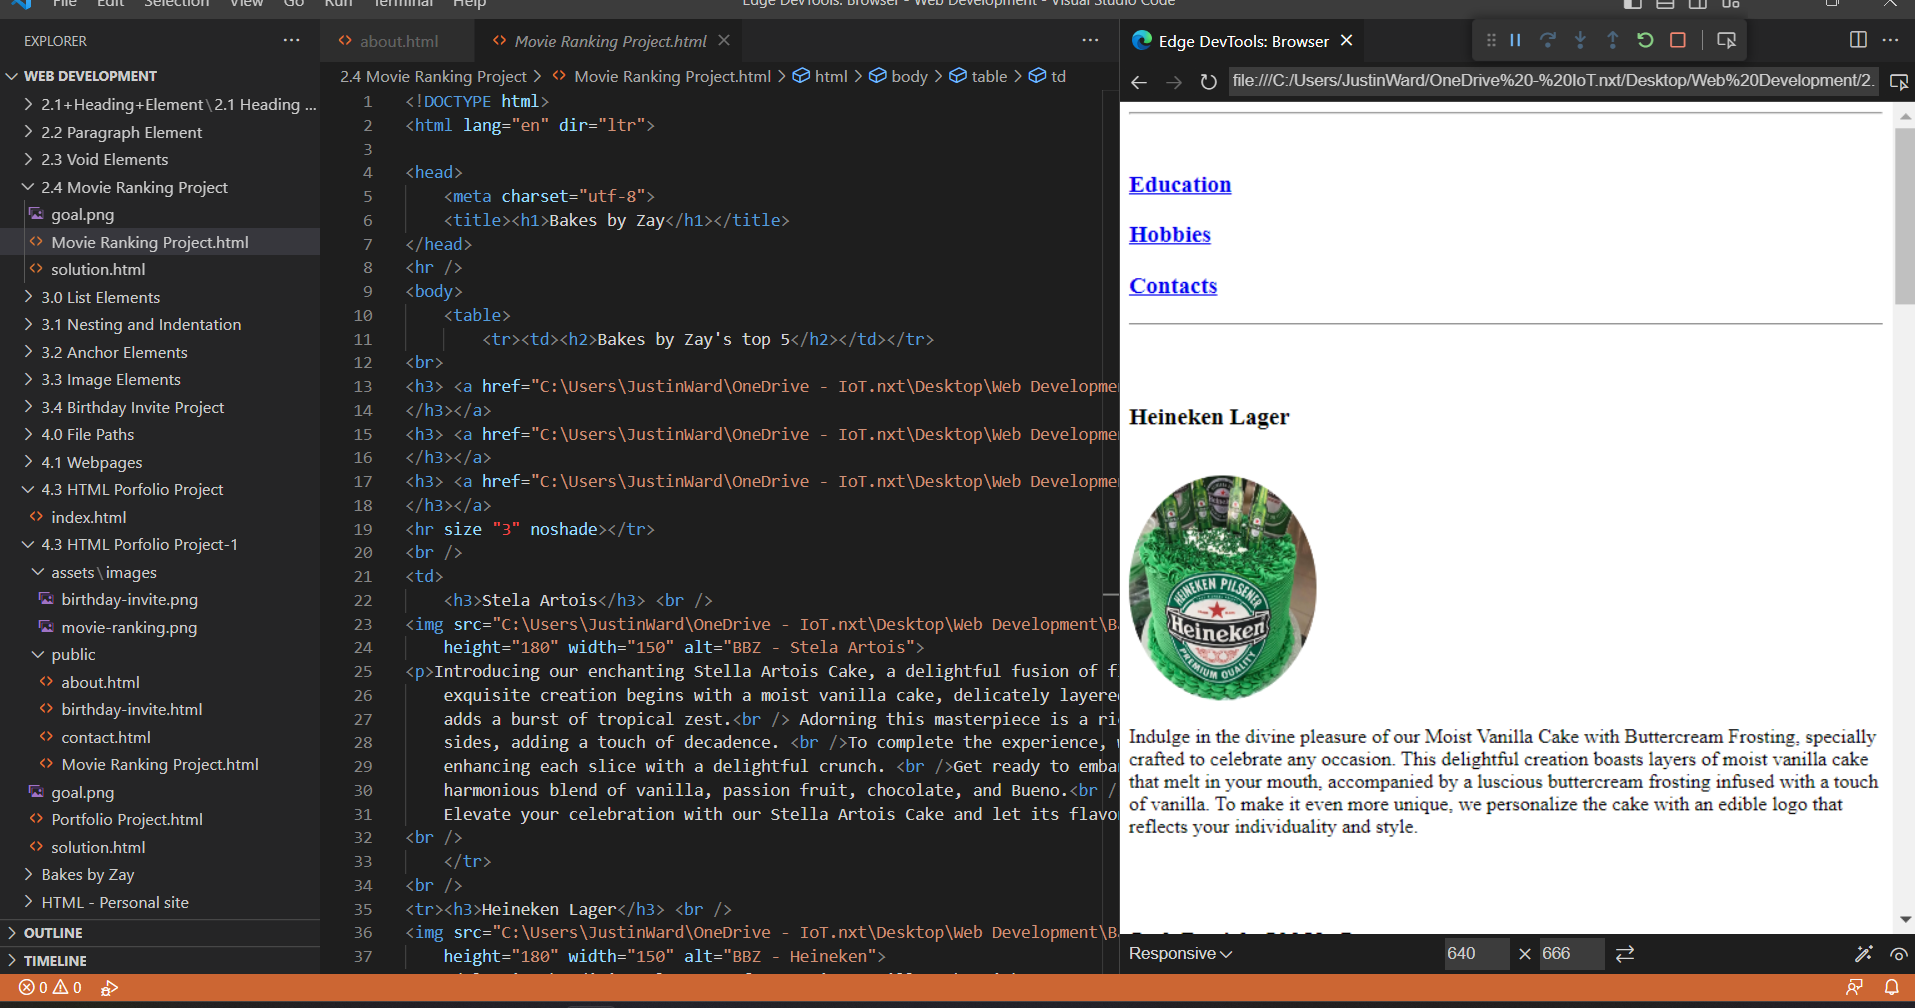 File Edit Selection View Go Run Terminal Help
Edge DevTools: Browser - Web Development - Visual Studio Code
EXPLORER
WEB DEVELOPMENT
2.1+Heading+Element\2.1 Heading ...
2.2 Paragraph Element
2.3 Void Elements
2.4 Movie Ranking Project
goal.png
Movie Ranking Project.html
solution.html
3.0 List Elements
3.1 Nesting and Indentation
3.2 Anchor Elements
3.3 Image Elements
3.4 Birthday Invite Project
4.0 File Paths
4.1 Webpages
4.3 HTML Porfolio Project
index.html
4.3 HTML Porfolio Project-1
assets\images
birthday-invite.png
movie-ranking.png
public
about.html
birthday-invite.html
contact.html
Movie Ranking Project.html
goal.png
Portfolio Project.html
solution.html
Bakes by Zay
HTML - Personal site
OUTLINE
TIMELINE
0 0
about.html
Movie Ranking Project.html
2.4 Movie Ranking Project > Movie Ranking Project.html > html > body > table > td
1 <!DOCTYPE html>
2 <html lang="en" dir="ltr">
3
4 <head>
5 <meta charset="utf-8">
6 <title><h1>Bakes by Zay</h1></title>
7 </head>
8 <hr />
9 <body>
10 <table>
11 <tr><td><h2>Bakes by Zay's top 5</h2></td></tr>
12 <br>
13 <h3> <a href="C:\Users\JustinWard\OneDrive - IoT.nxt\Desktop\Web Developme
14 </h3></a>
15 <h3> <a href="C:\Users\JustinWard\OneDrive - IoT.nxt\Desktop\Web Developme
16 </h3></a>
17 <h3> <a href="C:\Users\JustinWard\OneDrive - IoT.nxt\Desktop\Web Developme
18 </h3></a>
19 <hr size "3" noshade></tr>
20 <br />
21 <td>
22 <h3>Stela Artois</h3> <br />
23 <img src="C:\Users\JustinWard\OneDrive - IoT.nxt\Desktop\Web Development\B
24 height="180" width="150" alt="BBZ - Stela Artois">
25 <p>Introducing our enchanting Stella Artois Cake, a delightful fusion of f
26 exquisite creation begins with a moist vanilla cake, delicately layere
27 adds a burst of tropical zest.<br /> Adorning this masterpiece is a ri
28 sides, adding a touch of decadence. <br />To complete the experience, w
29 enhancing each slice with a delightful crunch. <br />Get ready to emba
30 harmonious blend of vanilla, passion fruit, chocolate, and Bueno.<br /
31 Elevate your celebration with our Stella Artois Cake and let its flavo
32 <br />
33 </tr>
34 <br />
35 <tr><h3>Heineken Lager</h3> <br />
36 <img src="C:\Users\JustinWard\OneDrive - IoT.nxt\Desktop\Web Development\B
37 height="180" width="150" alt="BBZ - Heineken">
Edge DevTools: Browser
file:///C:/Users/JustinWard/OneDrive%20-%20IoT.nxt/Desktop/Web%20Development/2.
Education
Hobbies
Contacts
Heineken Lager
HEINEKEN PILSENER
Heineken
PREMIUM QUALITY
Indulge in the divine pleasure of our Moist Vanilla Cake with Buttercream Frosting, specially
crafted to celebrate any occasion. This delightful creation boasts layers of moist vanilla cake
that melt in your mouth, accompanied by a luscious buttercream frosting infused with a touch
of vanilla. To make it even more unique, we personalize the cake with an edible logo that
reflects your individuality and style.
Responsive 640 × 666